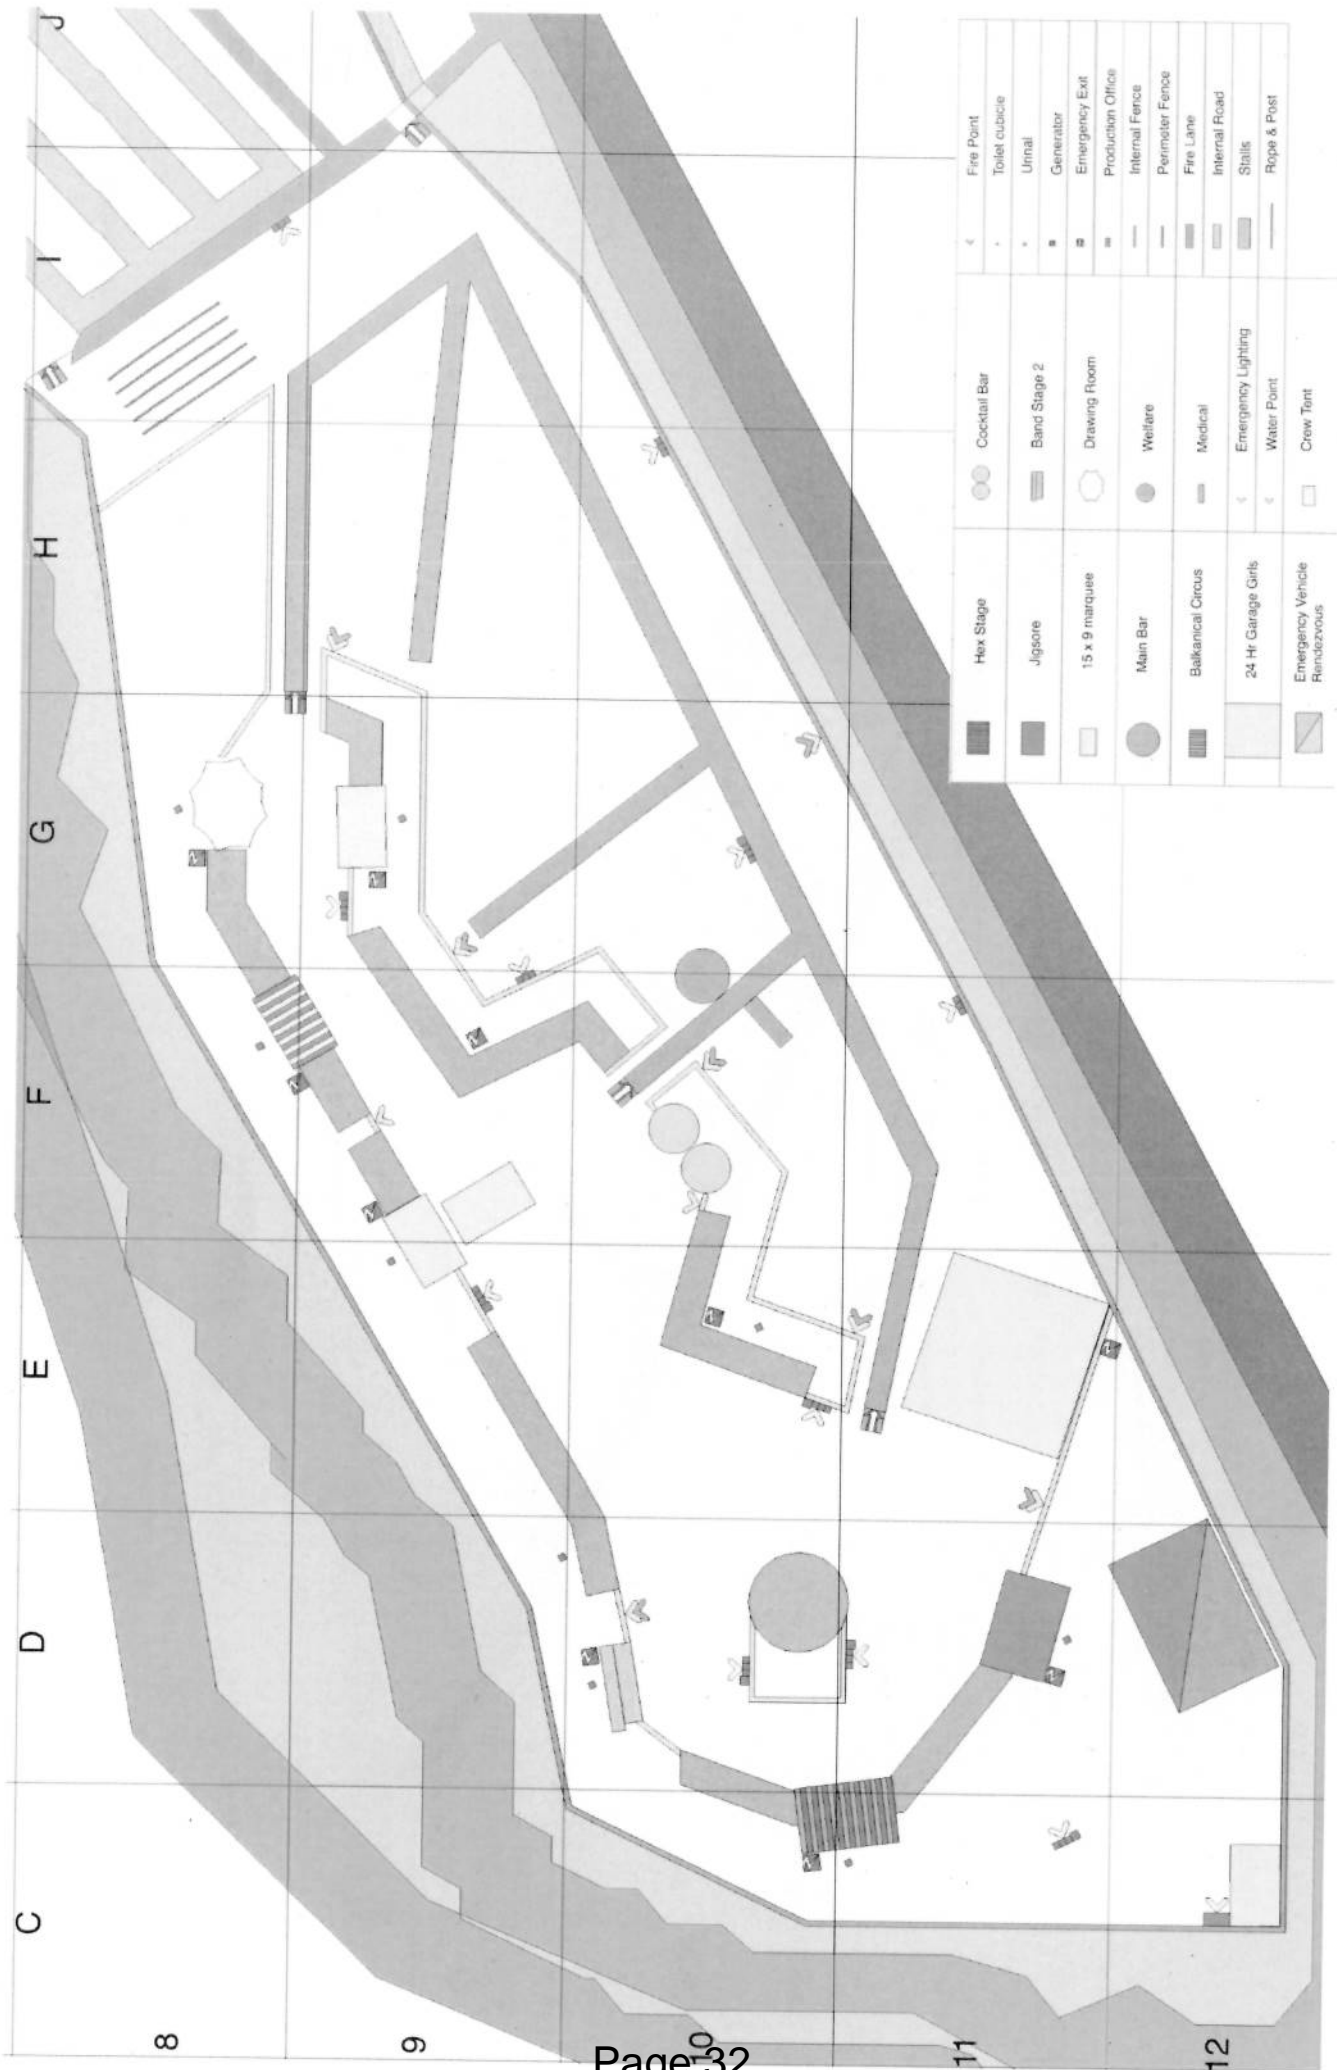 J
I
H
G
F
E
D
C
8
9
10
11
12
Hex Stage
Jigsore
15 x 9 marquee
Main Bar
Balkanical Circus
24 Hr Garage Girls
Emergency Vehicle
Rendezvous
Cocktail Bar
Band Stage 2
Drawing Room
Welfare
Medical
Emergency Lighting
Water Point
Crew Tent
Fire Point
Toilet cubicle
Urinal
Generator
Emergency Exit
Production Office
Internal Fence
Perimeter Fence
Fire Lane
Internal Road
Stalls
Rope & Post
Page 32